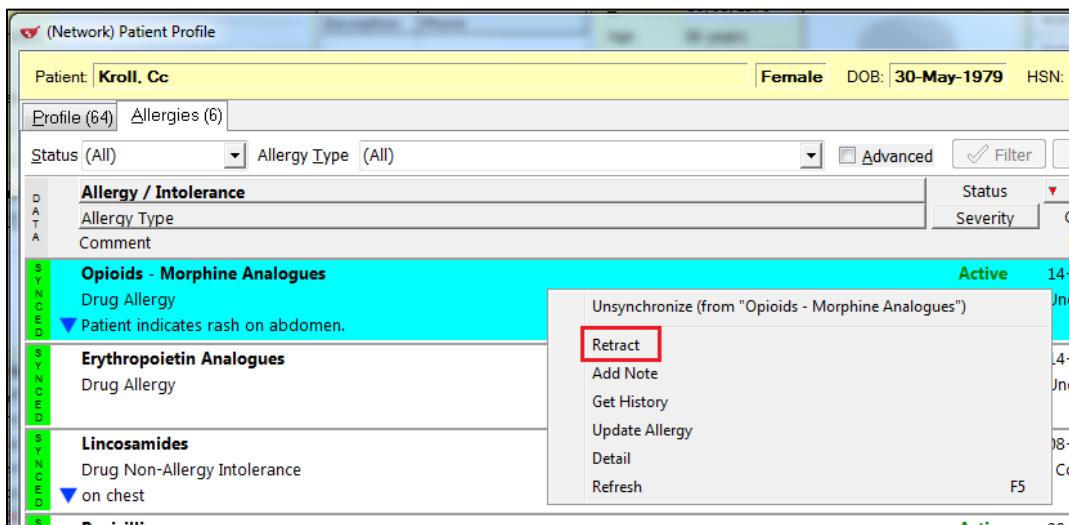 (Network) Patient Profile
Patient: Kroll, Cc Female DOB: 30-May-1979 HSN:
Profile (64) Allergies (6)
Status (All) Allergy Type (All) Advanced Filter
DATA
Allergy / Intolerance Status
Allergy Type Severity
Comment
SYNCED
Opioids - Morphine Analogues Active 14-
Drug Allergy
Patient indicates rash on abdomen.
Unsynchronize (from "Opioids - Morphine Analogues")
Retract
Add Note
Get History
Update Allergy
Detail
Refresh F5
SYNCED
Erythropoietin Analogues
Drug Allergy
SYNCED
Lincosamides
Drug Non-Allergy Intolerance
on chest